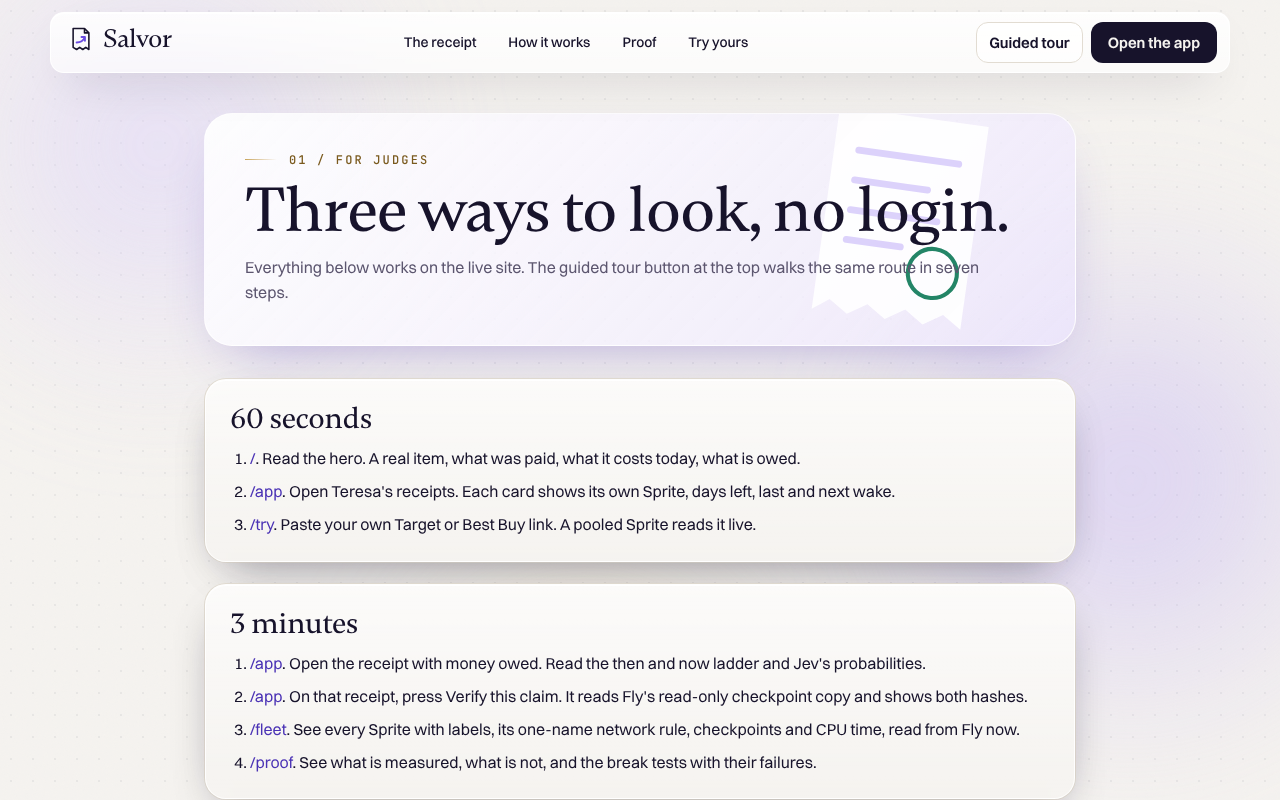 Salvor
The receipt
How it works
Proof
Try yours
Guided tour
Open the app
01 / FOR JUDGES
Three ways to look, no login.
Everything below works on the live site. The guided tour button at the top walks the same route in seven
steps.
60 seconds
1. /. Read the hero. A real item, what was paid, what it costs today, what is owed.
2. /app. Open Teresa's receipts. Each card shows its own Sprite, days left, last and next wake.
3. /try. Paste your own Target or Best Buy link. A pooled Sprite reads it live.
3 minutes
1. /app. Open the receipt with money owed. Read the then and now ladder and Jev's probabilities.
2. /app. On that receipt, press Verify this claim. It reads Fly's read-only checkpoint copy and shows both hashes.
3. /fleet. See every Sprite with labels, its one-name network rule, checkpoints and CPU time, read from Fly now.
4. /proof. See what is measured, what is not, and the break tests with their failures.